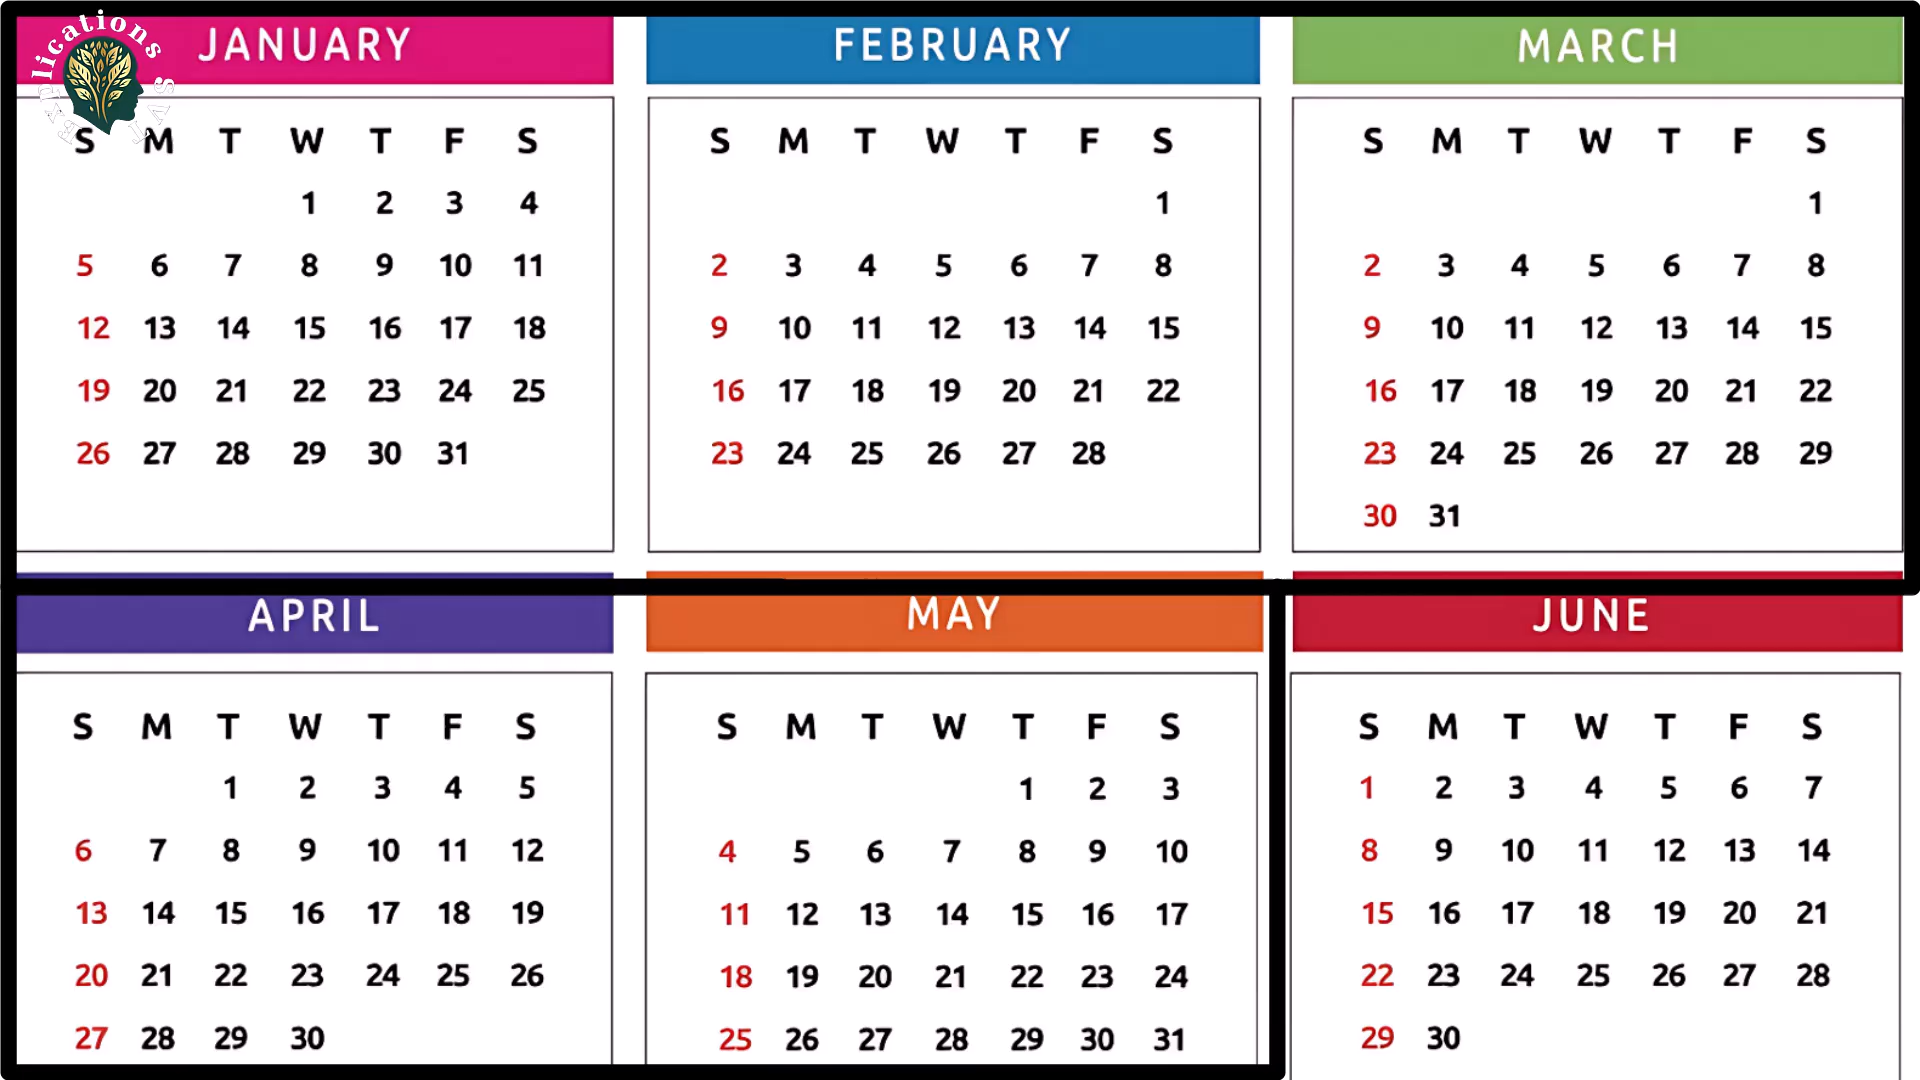 Explications LVS
JANUARY
S M T W T F S
1 2 3 4
5 6 7 8 9 10 11
12 13 14 15 16 17 18
19 20 21 22 23 24 25
26 27 28 29 30 31
FEBRUARY
S M T W T F S
1
2 3 4 5 6 7 8
9 10 11 12 13 14 15
16 17 18 19 20 21 22
23 24 25 26 27 28
MARCH
S M T W T F S
1
2 3 4 5 6 7 8
9 10 11 12 13 14 15
16 17 18 19 20 21 22
23 24 25 26 27 28 29
30 31
APRIL
S M T W T F S
1 2 3 4 5
6 7 8 9 10 11 12
13 14 15 16 17 18 19
20 21 22 23 24 25 26
27 28 29 30
MAY
S M T W T F S
1 2 3
4 5 6 7 8 9 10
11 12 13 14 15 16 17
18 19 20 21 22 23 24
25 26 27 28 29 30 31
JUNE
S M T W T F S
1 2 3 4 5 6 7
8 9 10 11 12 13 14
15 16 17 18 19 20 21
22 23 24 25 26 27 28
29 30